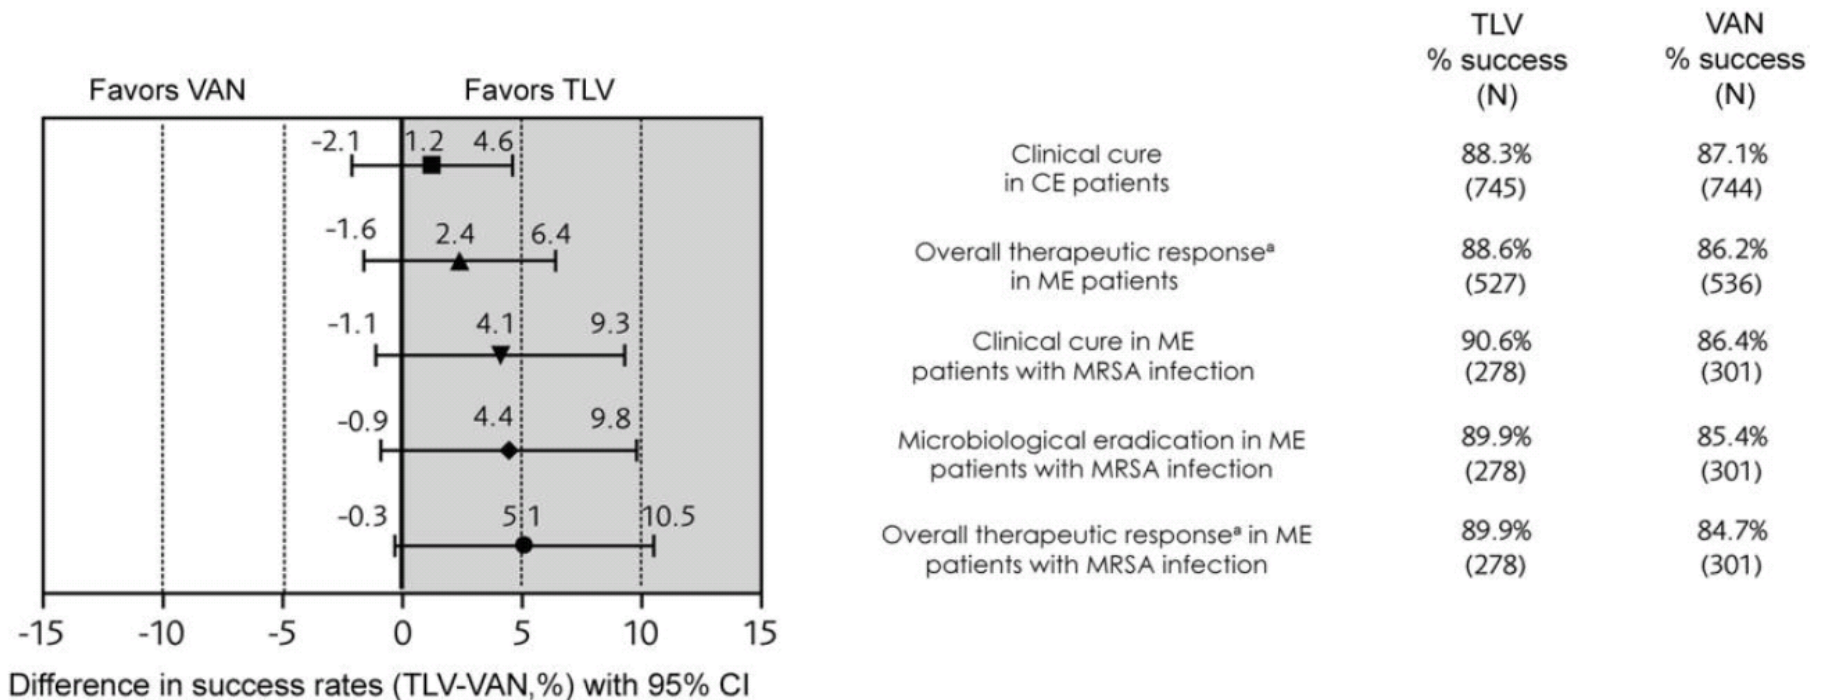 Favors VAN
Favors TLV
-2.1 1.2 4.6
-1.6 2.4 6.4
-1.1 4.1 9.3
-0.9 4.4 9.8
-0.3 5.1 10.5
-15 -10 -5 0 5 10 15
Difference in success rates (TLV-VAN,%) with 95% CI
TLV
% success
(N)
VAN
% success
(N)
Clinical cure
in CE patients
88.3%
(745)
87.1%
(744)
Overall therapeutic responseᵃ
in ME patients
88.6%
(527)
86.2%
(536)
Clinical cure in ME
patients with MRSA infection
90.6%
(278)
86.4%
(301)
Microbiological eradication in ME
patients with MRSA infection
89.9%
(278)
85.4%
(301)
Overall therapeutic responseᵃ in ME
patients with MRSA infection
89.9%
(278)
84.7%
(301)